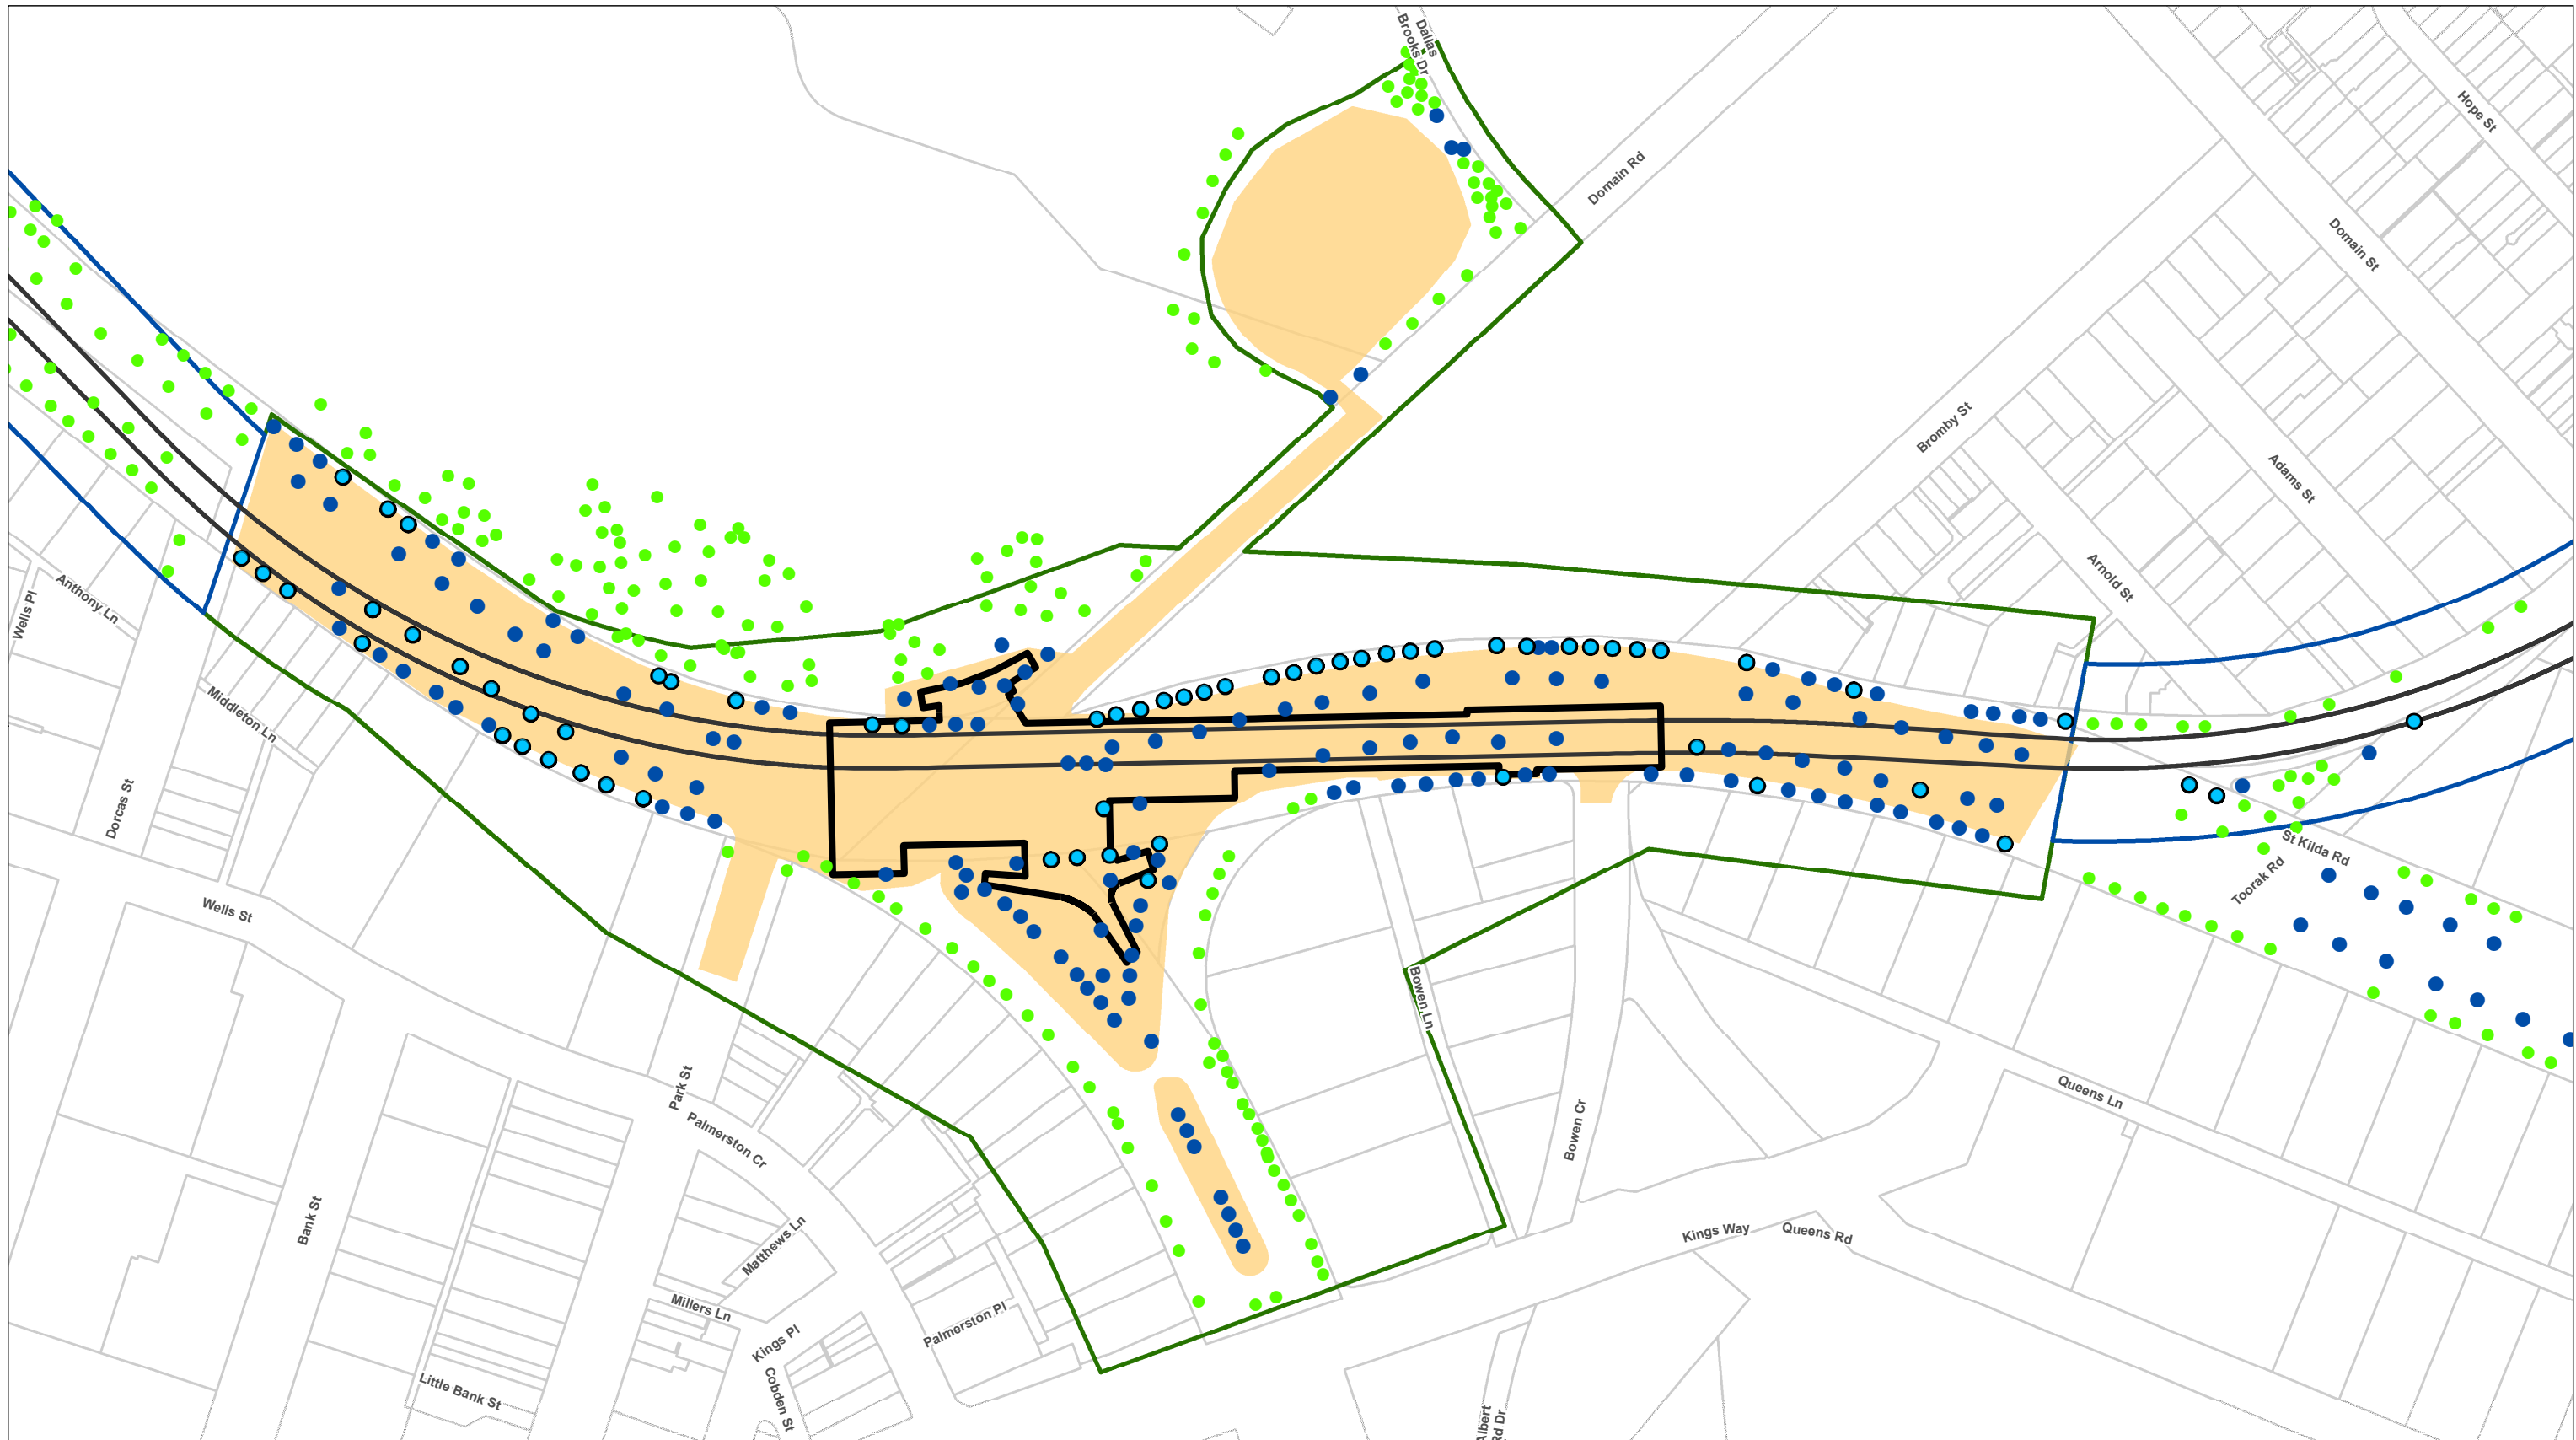 Dallas
Brooks Dr
Hope St
Domain Rd
Domain St
Bromby St
Adams St
Arnold St
Anthony Ln
Wells Pl
Middleton Ln
Dorcas St
St Kilda Rd
Toorak Rd
Wells St
Bowen Ln
Park St
Queens Ln
Palmerston Cr
Bowen Cr
Bank St
Matthews Ln
Kings Way
Queens Rd
Millers Ln
Palmerston Pl
Kings Pl
Little Bank St
Cobden St
Albert
Rd Dr